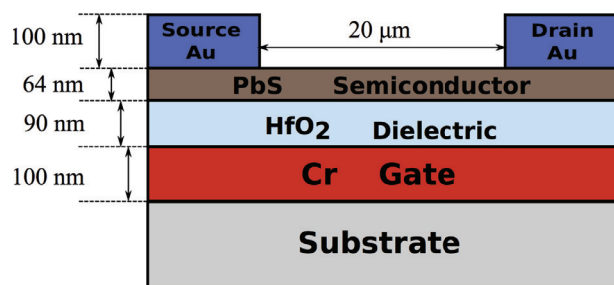 100 nm
Source
Au
20 μm
Drain
Au
64 nm
PbS Semiconductor
90 nm
HfO2 Dielectric
100 nm
Cr Gate
Substrate